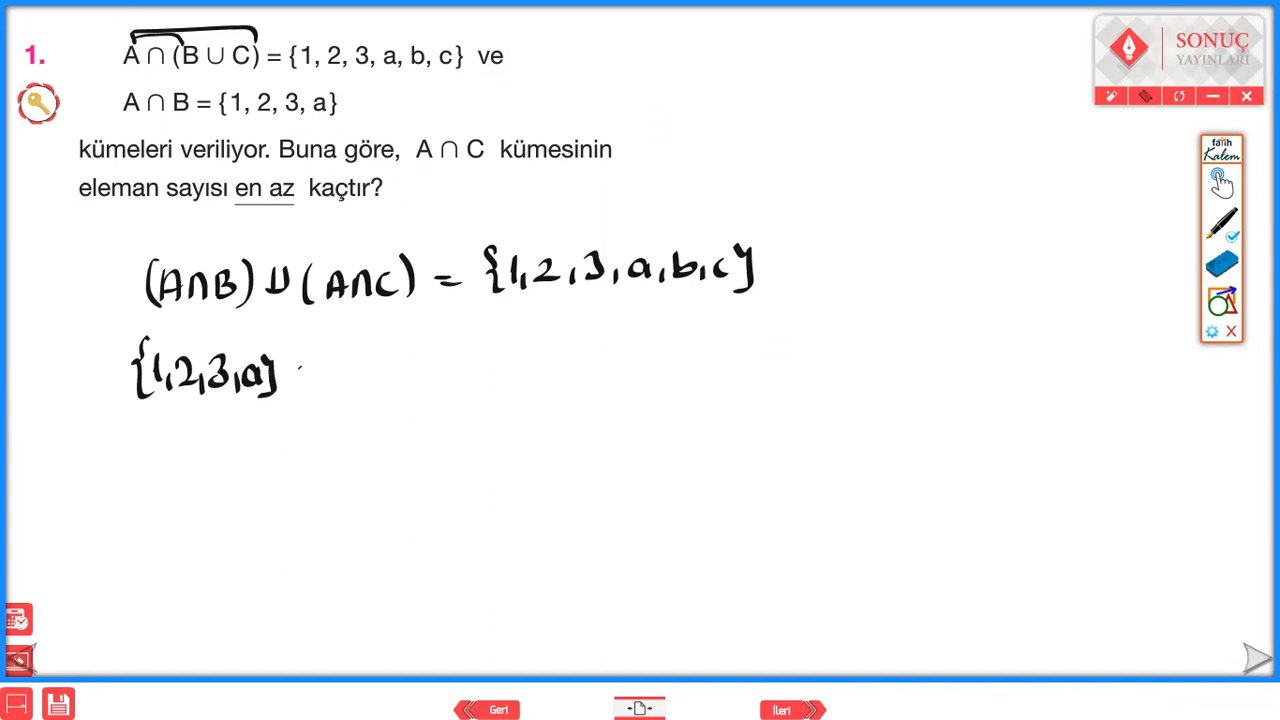 1. A ∩ (B ∪ C) = {1, 2, 3, a, b, c} ve
A ∩ B = {1, 2, 3, a}
kümeleri veriliyor. Buna göre, A ∩ C kümesinin
eleman sayısı en az kaçtır?
(A∩B) ∪ (A∩C) = {1,2,3,a,b,c}
{1,2,3,a}
SONUÇ
YAYINLARI
fatih
Kalem
Geri
İleri